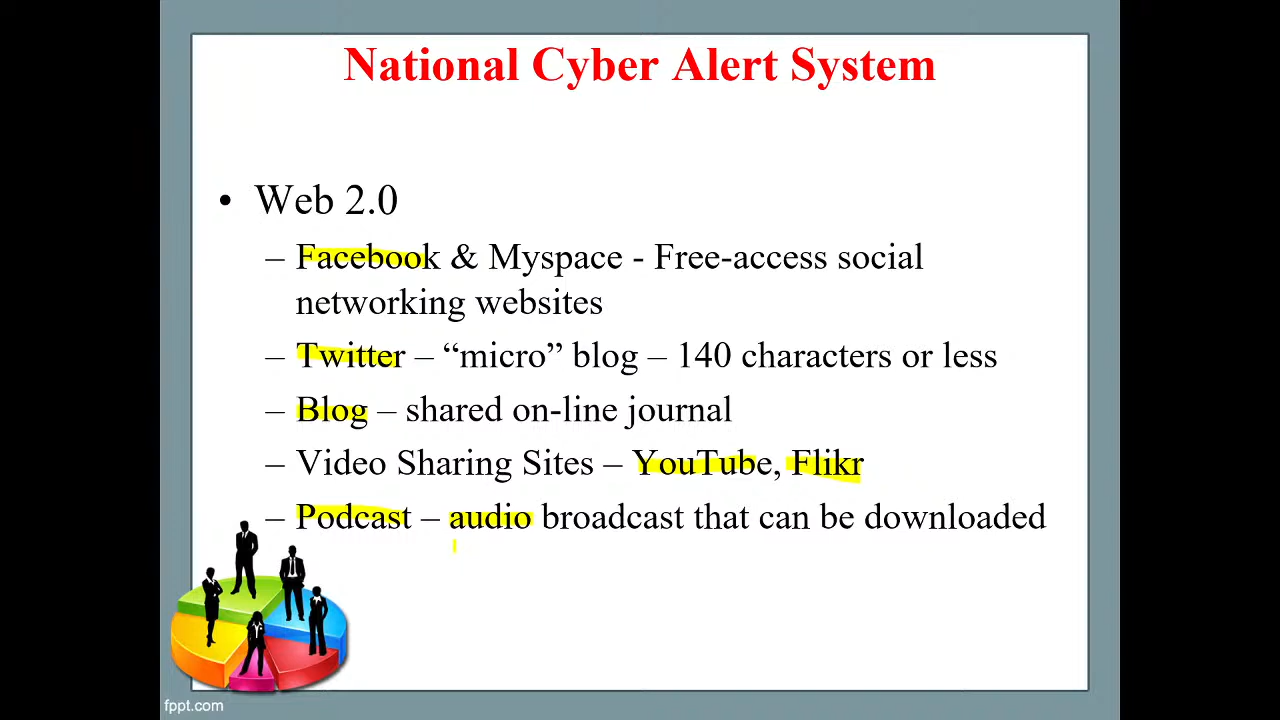 National Cyber Alert System
• Web 2.0
– Facebook & Myspace - Free-access social
networking websites
– Twitter – “micro” blog – 140 characters or less
– Blog – shared on-line journal
– Video Sharing Sites – YouTube, Flikr
– Podcast – audio broadcast that can be downloaded
fppt.com